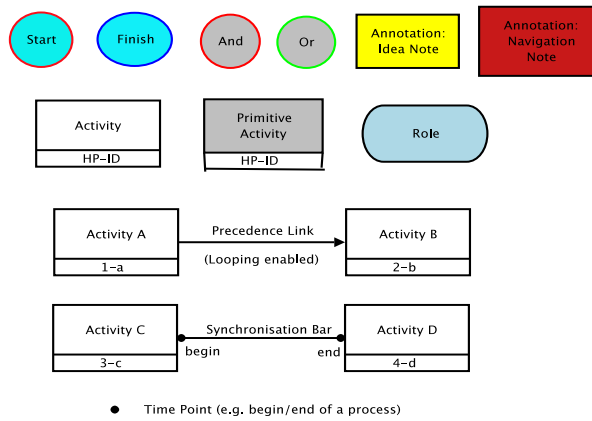 Start
Finish
And
Or
Annotation:
Idea Note
Annotation:
Navigation
Note
Activity
HP-ID
Primitive
Activity
HP-ID
Role
Activity A
1-a
Precedence Link
(Looping enabled)
Activity B
2-b
Activity C
3-c
Synchronisation Bar
begin
end
Activity D
4-d
Time Point (e.g. begin/end of a process)